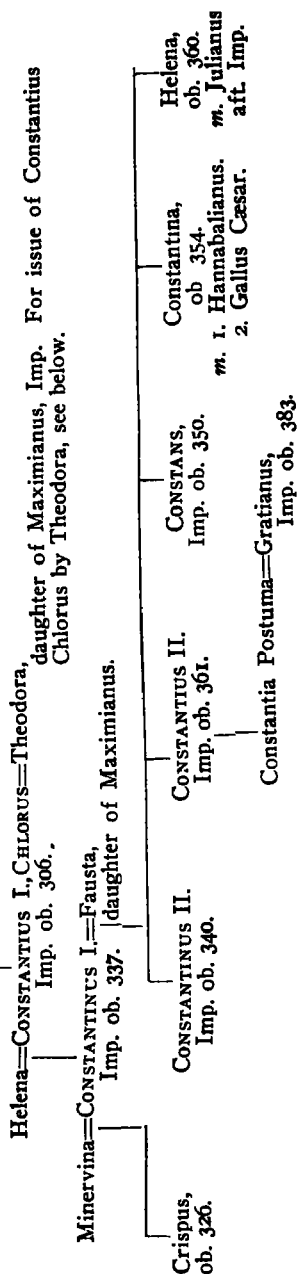 Helena=CONSTANTIUS I., CHLORUS=Theodora,
Imp. ob. 306.
daughter of Maximianus, Imp. For issue of Constantius
Chlorus by Theodora, see below.
Minervina=CONSTANTINUS I.=Fausta,
Imp. ob. 337.
daughter of Maximianus.
Crispus,
ob. 326.
CONSTANTINUS II.
Imp. ob. 340.
CONSTANTIUS II.
Imp. ob. 361.
CONSTANS,
Imp. ob. 350.
Constantina,
ob 354.
m. 1. Hannabalianus.
2. Gallus Cæsar.
Helena,
ob. 360.
m. Julianus
aft. Imp.
Constantia Postuma=Gratianus,
Imp. ob. 383.